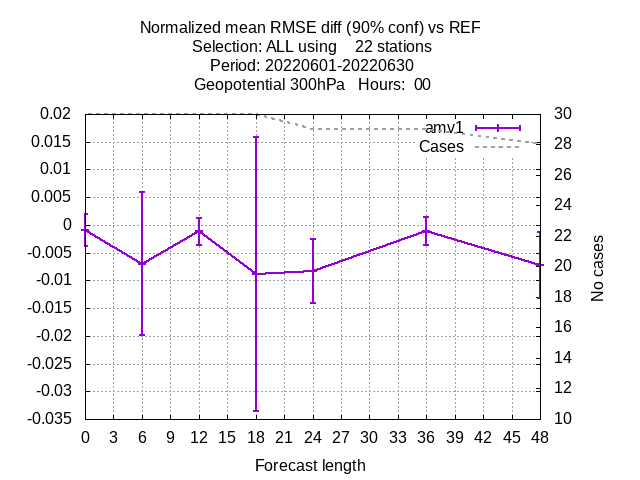 Normalized mean RMSE diff (90% conf) vs REF
Selection: ALL using 22 stations
Period: 20220601-20220630
Geopotential 300hPa Hours: 00
0.02
0.015
0.01
0.005
0
-0.005
-0.01
-0.015
-0.02
-0.025
-0.03
-0.035
amv1
Cases
30
28
26
24
22
20
18
16
14
12
10
No cases
0 3 6 9 12 15 18 21 24 27 30 33 36 39 42 45 48
Forecast length